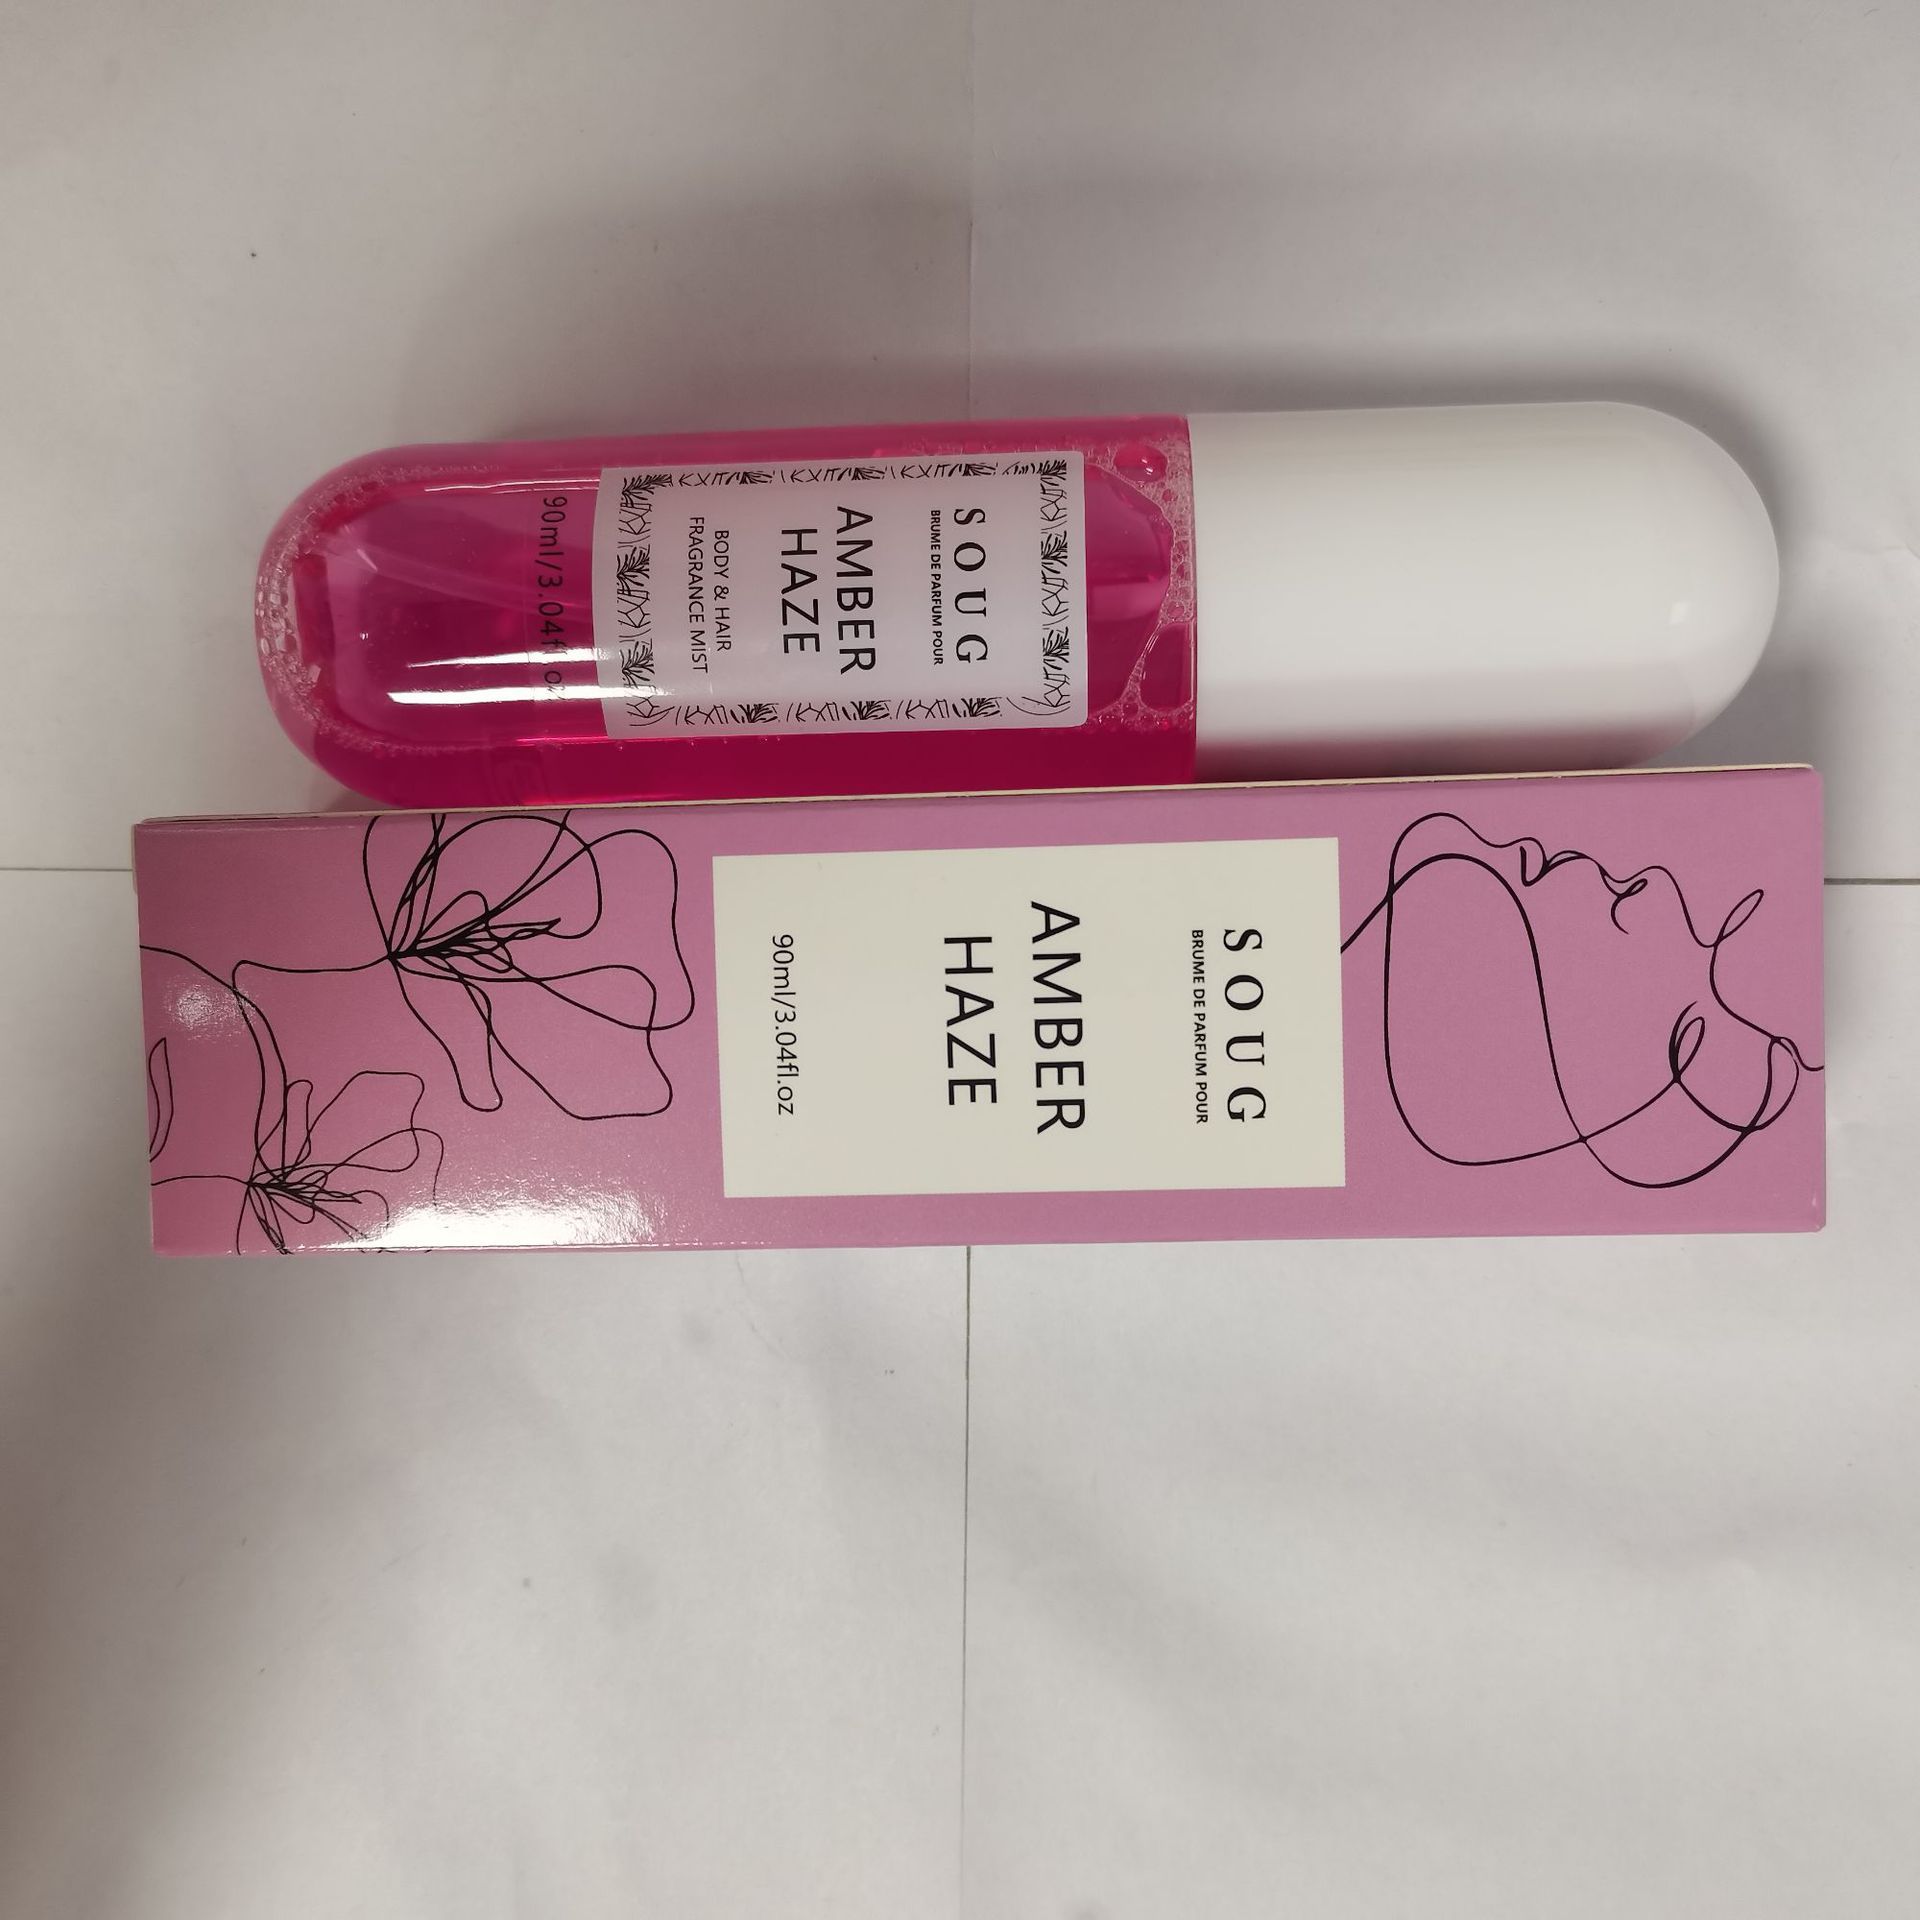 SOUG
BRUME DE PARFUM POUR
AMBER
HAZE
BODY & HAIR
FRAGRANCE MIST
90ml/3.04fl.oz
SOUG
BRUME DE PARFUM POUR
AMBER
HAZE
90ml/3.04fl.oz